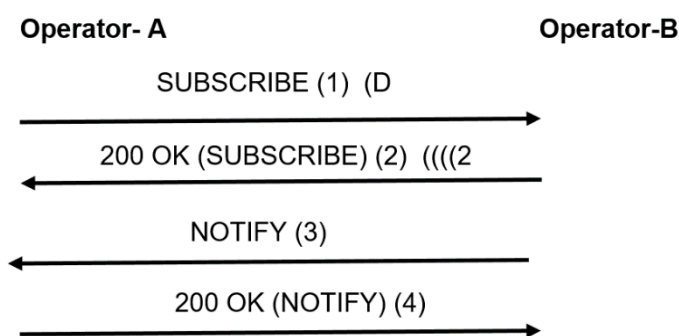 Operator- A Operator-B
SUBSCRIBE (1) (D
200 OK (SUBSCRIBE) (2) ((((2
NOTIFY (3)
200 OK (NOTIFY) (4)